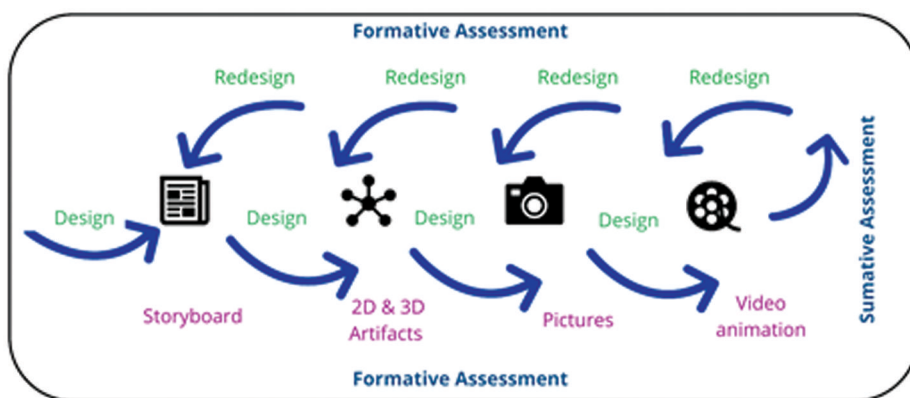 Formative Assessment
Redesign
Redesign
Redesign
Redesign
Design
Design
Design
Design
Storyboard
2D & 3D
Artifacts
Pictures
Video
animation
Sumative Assessment
Formative Assessment